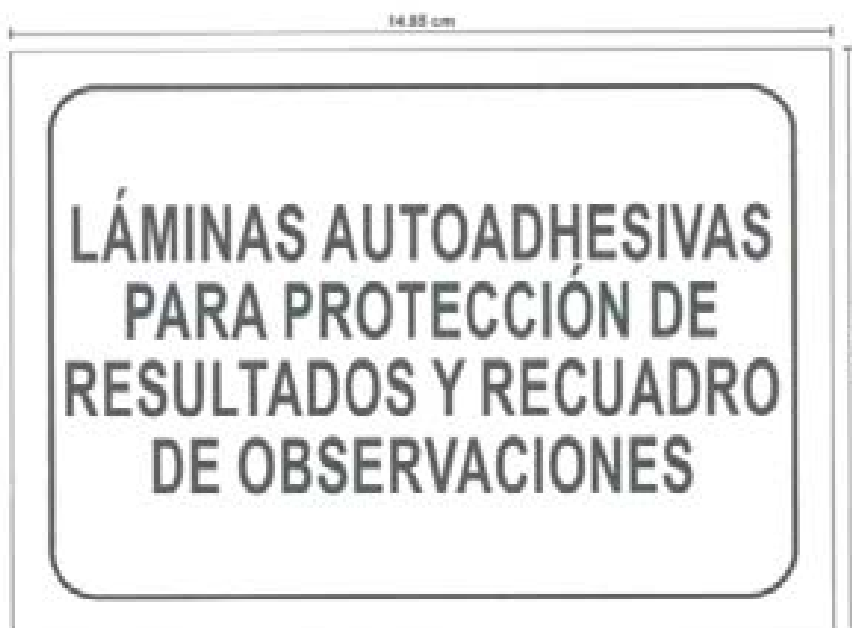 14.85 cm
LÁMINAS AUTOADHESIVAS
PARA PROTECCIÓN DE
RESULTADOS Y RECUADRO
DE OBSERVACIONES